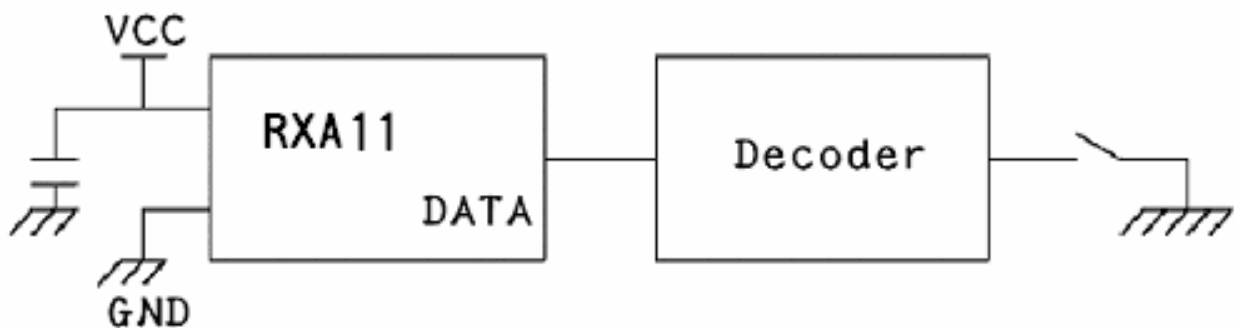 VCC
RXA11
Decoder
DATA
GND